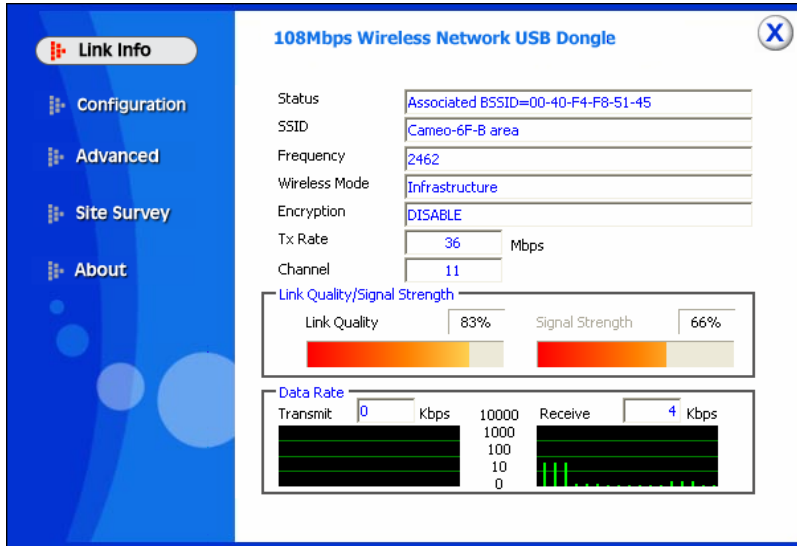 108Mbps Wireless Network USB Dongle
X
Link Info
Configuration
Advanced
Site Survey
About
Status Associated BSSID=00-40-F4-F8-51-45
SSID Cameo-6F-B area
Frequency 2462
Wireless Mode Infrastructure
Encryption DISABLE
Tx Rate 36 Mbps
Channel 11
Link Quality/Signal Strength
Link Quality 83% Signal Strength 66%
Data Rate
Transmit 0 Kbps 10000 Receive 4 Kbps
1000
100
10
0